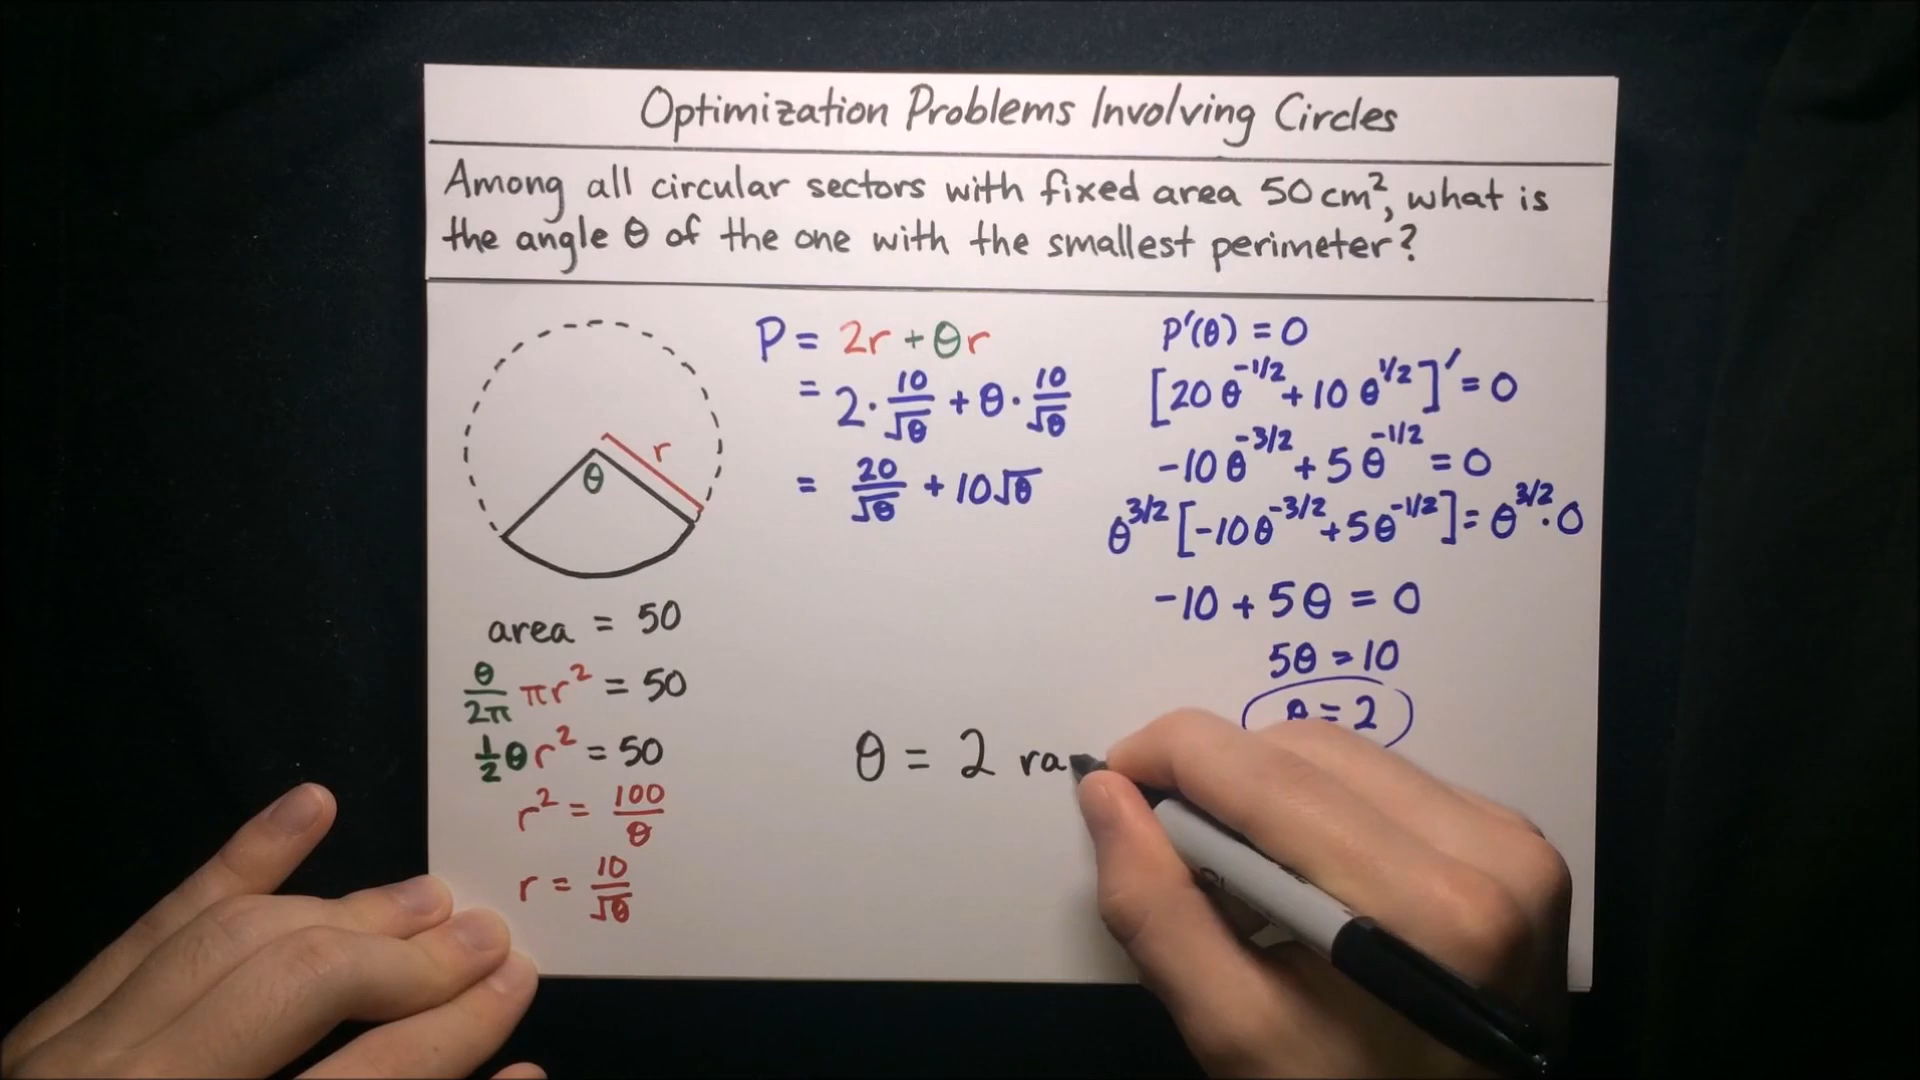 Optimization Problems Involving Circles
Among all circular sectors with fixed area 50 cm², what is
the angle θ of the one with the smallest perimeter?
r
θ
area = 50
θ/2π πr² = 50
1/2 θr² = 50
r² = 100/θ
r = 10/√θ
P = 2r + θr
= 2 · 10/√θ + θ · 10/√θ
= 20/√θ + 10√θ
P'(θ) = 0
[20θ^-1/2 + 10θ^1/2]' = 0
-10θ^-3/2 + 5θ^-1/2 = 0
θ^3/2 [-10θ^-3/2 + 5θ^-1/2] = θ^3/2 · 0
-10 + 5θ = 0
5θ = 10
θ = 2
θ = 2 ra